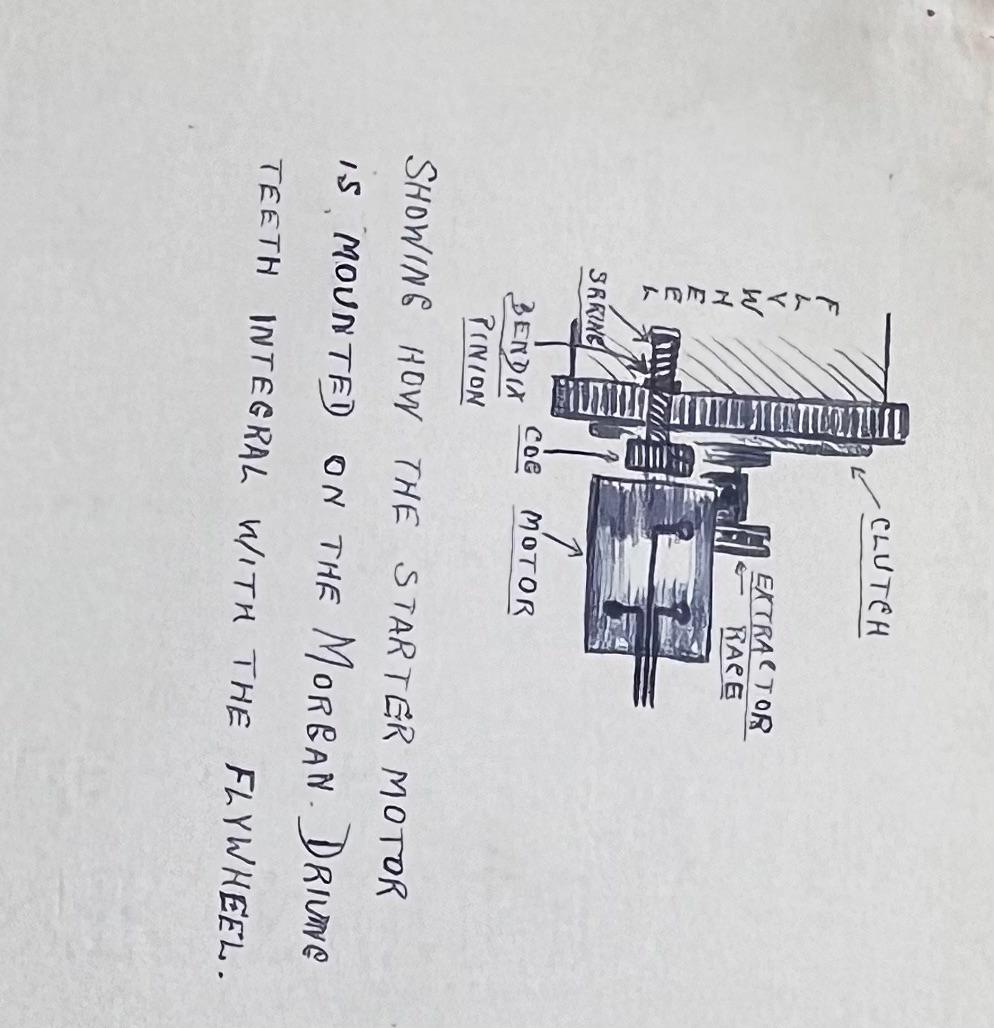 CLUTCH
EXTRACTOR
RACE
FLYWHEEL
SPRING
BENDIX
PINION
COG
MOTOR
SHOWING HOW THE STARTER MOTOR
IS MOUNTED ON THE MORGAN. DRIVING
TEETH INTEGRAL WITH THE FLYWHEEL.